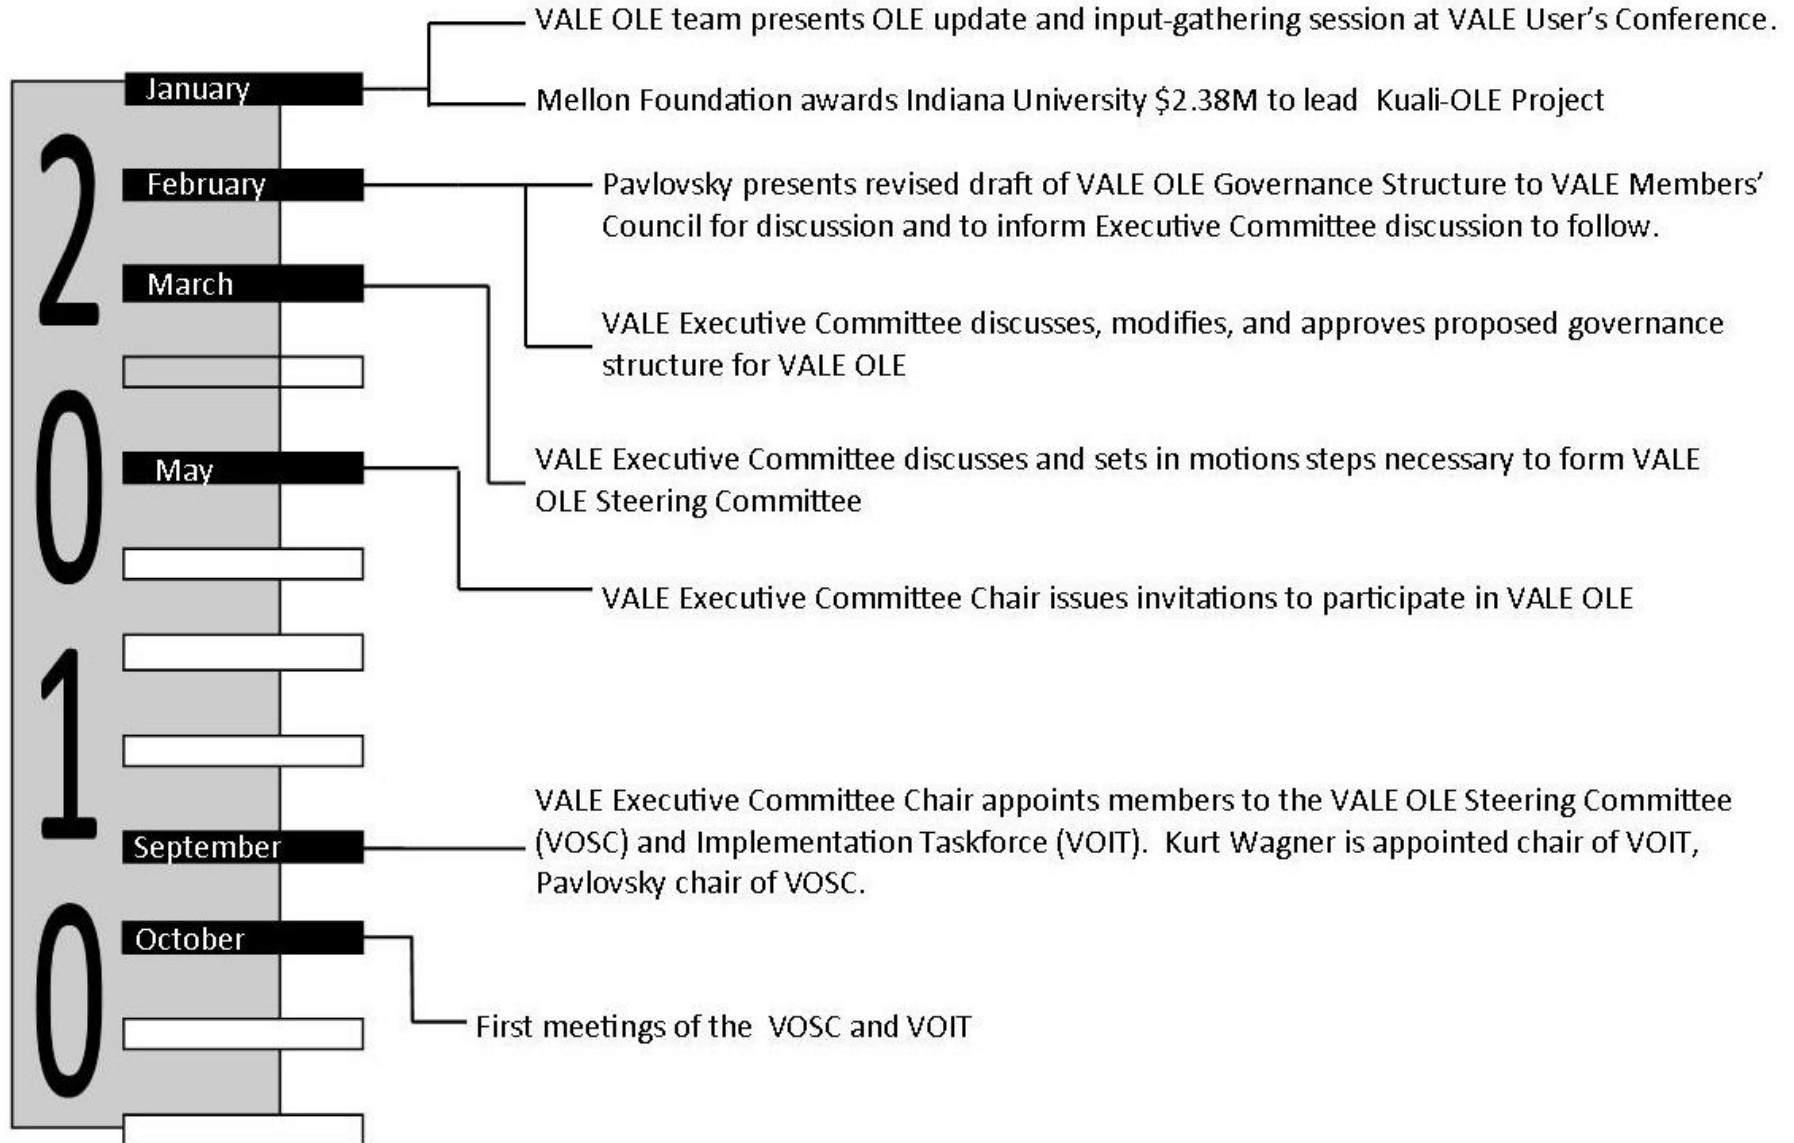 VALE OLE team presents OLE update and input-gathering session at VALE User’s Conference.
January
Mellon Foundation awards Indiana University $2.38M to lead Kuali-OLE Project
2010
February
Pavlovsky presents revised draft of VALE OLE Governance Structure to VALE Members’
Council for discussion and to inform Executive Committee discussion to follow.
March
VALE Executive Committee discusses, modifies, and approves proposed governance
structure for VALE OLE
VALE Executive Committee discusses and sets in motions steps necessary to form VALE
OLE Steering Committee
May
VALE Executive Committee Chair issues invitations to participate in VALE OLE
VALE Executive Committee Chair appoints members to the VALE OLE Steering Committee
(VOSC) and Implementation Taskforce (VOIT). Kurt Wagner is appointed chair of VOIT,
Pavlovsky chair of VOSC.
September
October
First meetings of the VOSC and VOIT